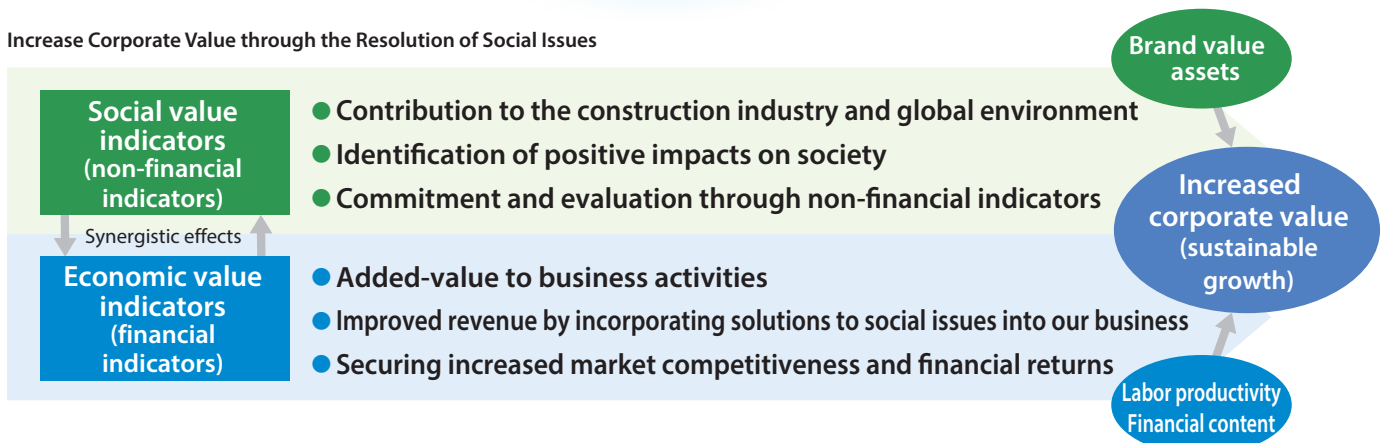 Increase Corporate Value through the Resolution of Social Issues
Brand value
assets
Social value
indicators
(non-financial
indicators)
● Contribution to the construction industry and global environment
● Identification of positive impacts on society
● Commitment and evaluation through non-financial indicators
Increased
corporate value
(sustainable
growth)
Synergistic effects
Economic value
indicators
(financial
indicators)
● Added-value to business activities
● Improved revenue by incorporating solutions to social issues into our business
● Securing increased market competitiveness and financial returns
Labor productivity
Financial content